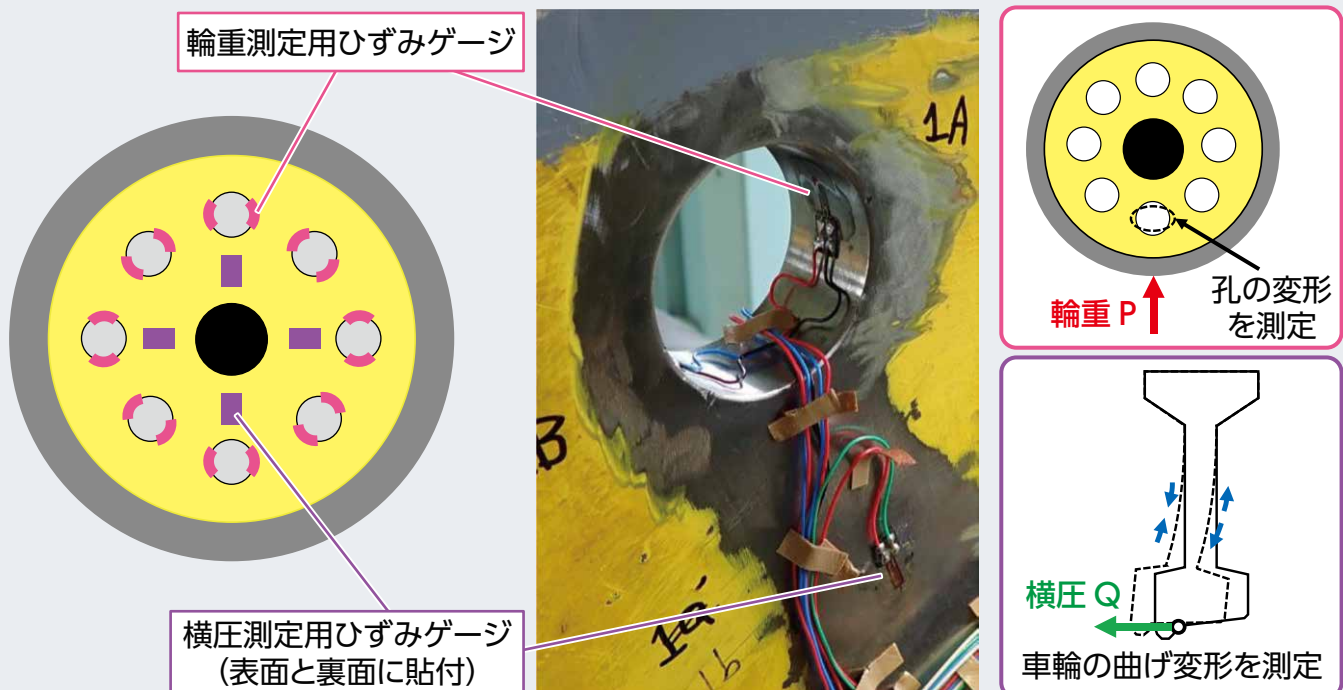 輪重測定用ひずみゲージ
1A
B
1Q'
1b
横圧測定用ひずみゲージ
（表面と裏面に貼付）
輪重 P
孔の変形
を測定
横圧 Q
車輪の曲げ変形を測定